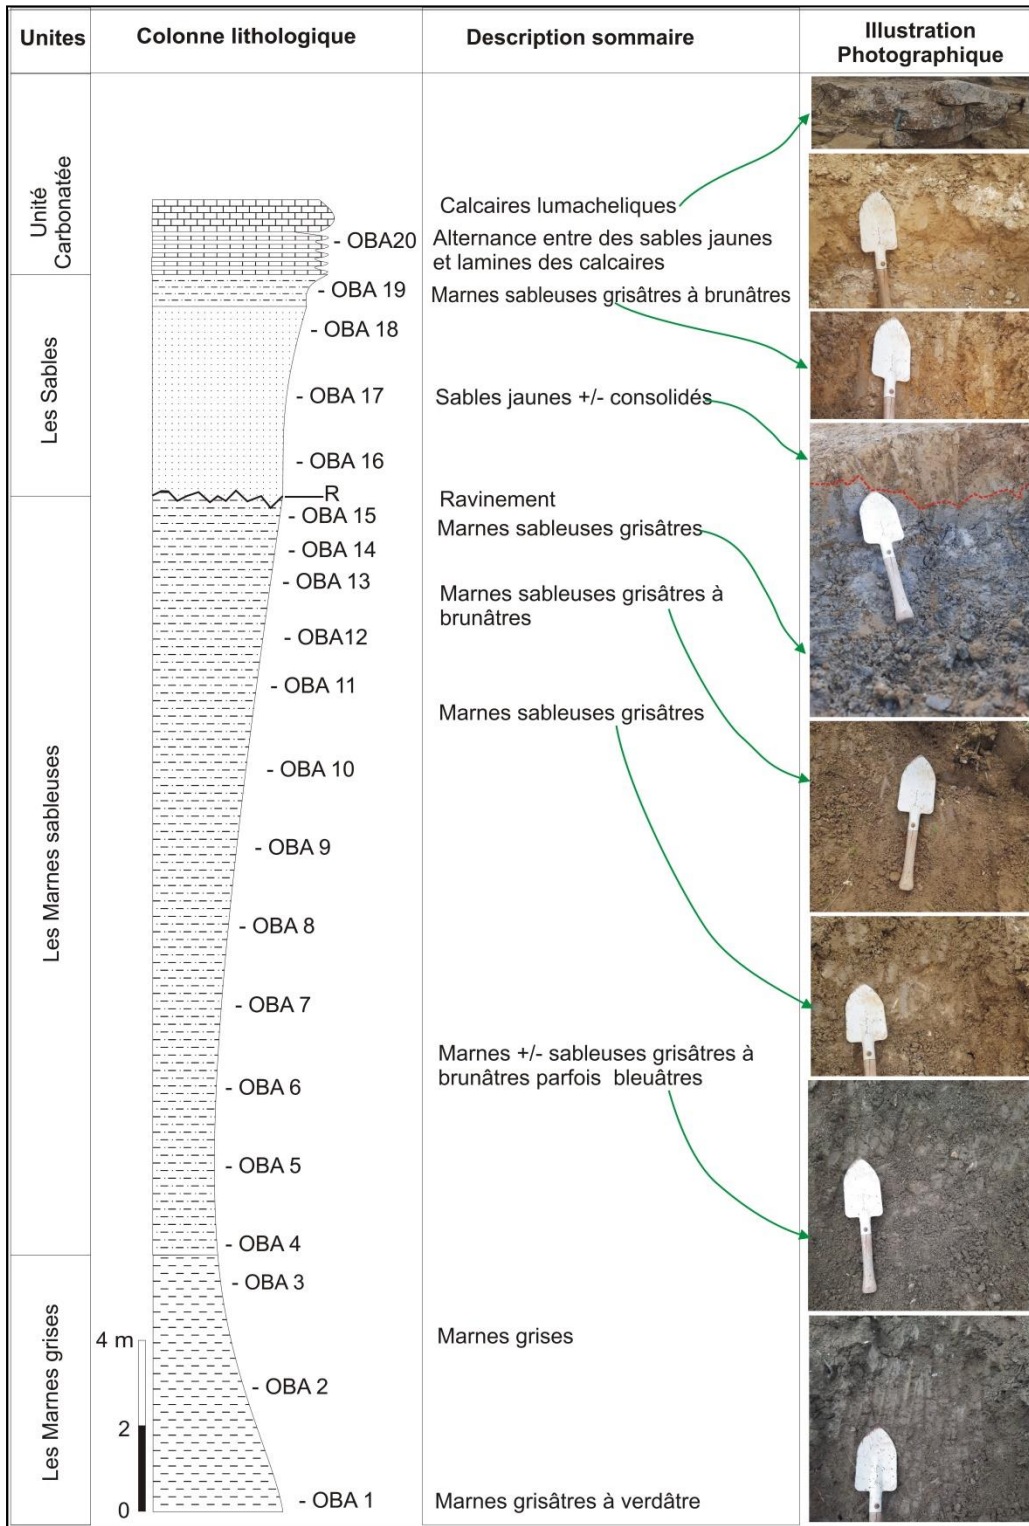 Unites
Colonne lithologique
Description sommaire
Illustration
Photographique
Unité
Carbonatée
Les Sables
Les Marnes sableuses
Les Marnes grises
- OBA20
- OBA 19
- OBA 18
- OBA 17
- OBA 16
R
- OBA 15
- OBA 14
- OBA 13
- OBA12
- OBA 11
- OBA 10
- OBA 9
- OBA 8
- OBA 7
- OBA 6
- OBA 5
- OBA 4
- OBA 3
- OBA 2
- OBA 1
4 m
2
0
Calcaires lumacheliques
Alternance entre des sables jaunes
et lamines des calcaires
Marnes sableuses grisâtres à brunâtres
Sables jaunes +/- consolidés
Ravinement
Marnes sableuses grisâtres
Marnes sableuses grisâtres à
brunâtres
Marnes sableuses grisâtres
Marnes +/- sableuses grisâtres à
brunâtres parfois bleuâtres
Marnes grises
Marnes grisâtres à verdâtre